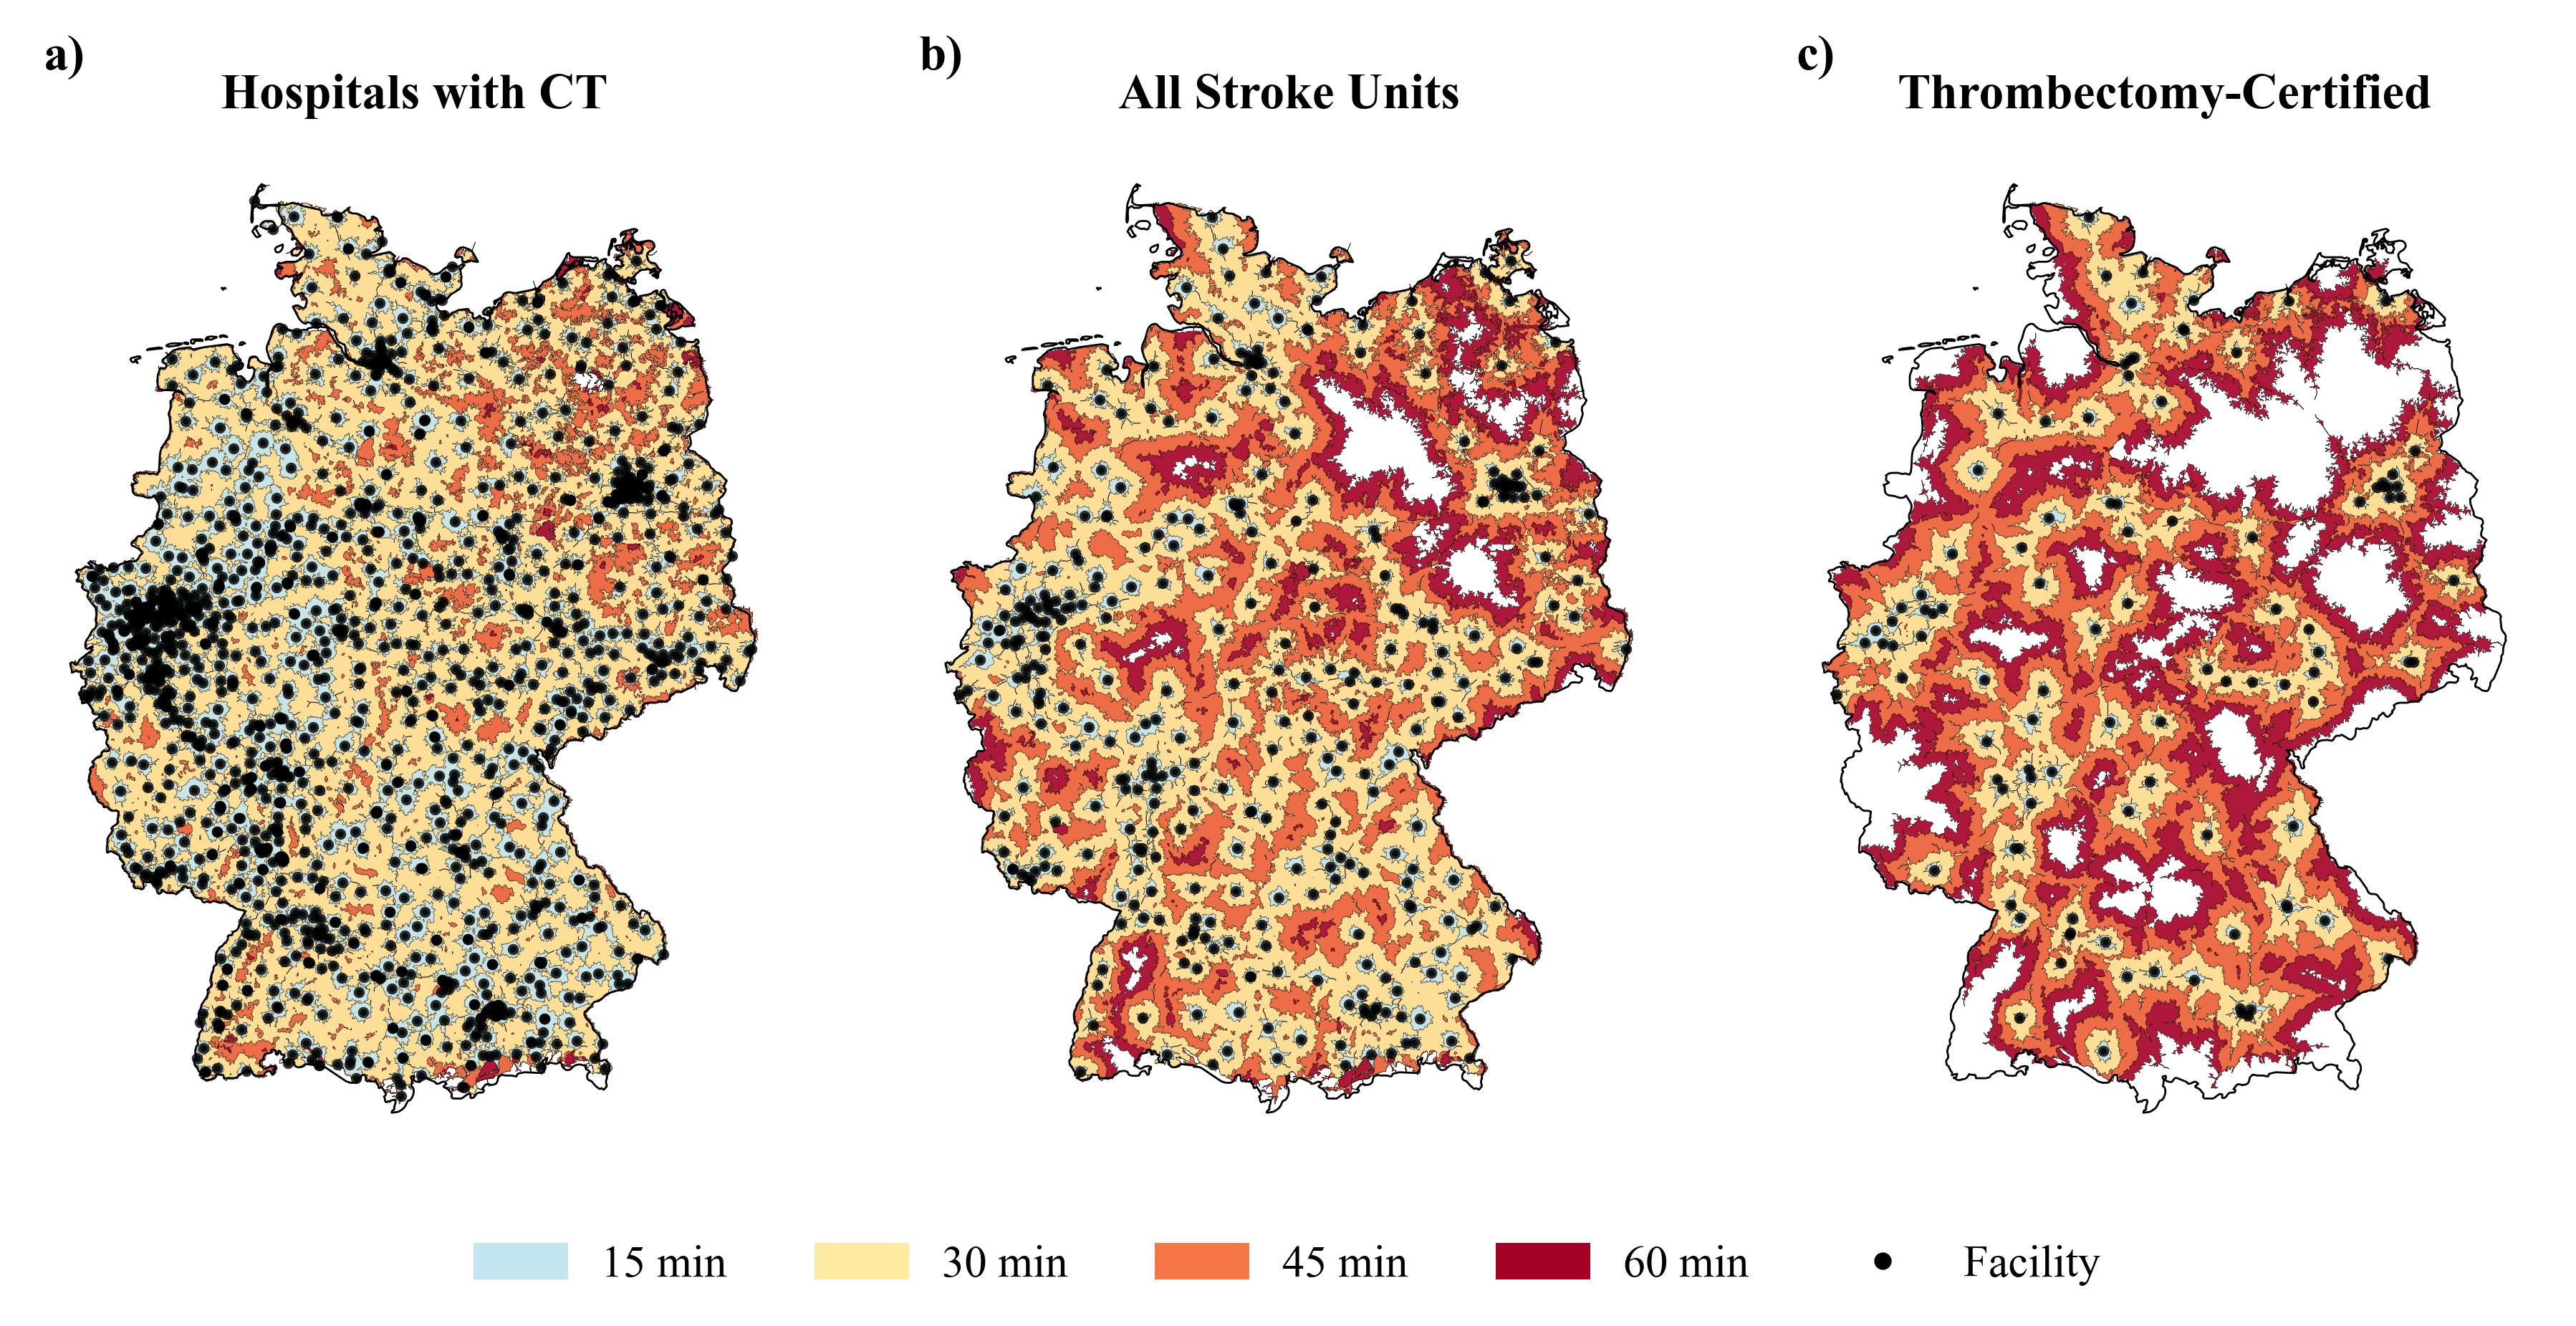 a)
Hospitals with CT
b)
All Stroke Units
c)
Thrombectomy-Certified
15 min
30 min
45 min
60 min
Facility